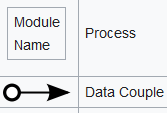 Module
Name
Process
Data Couple